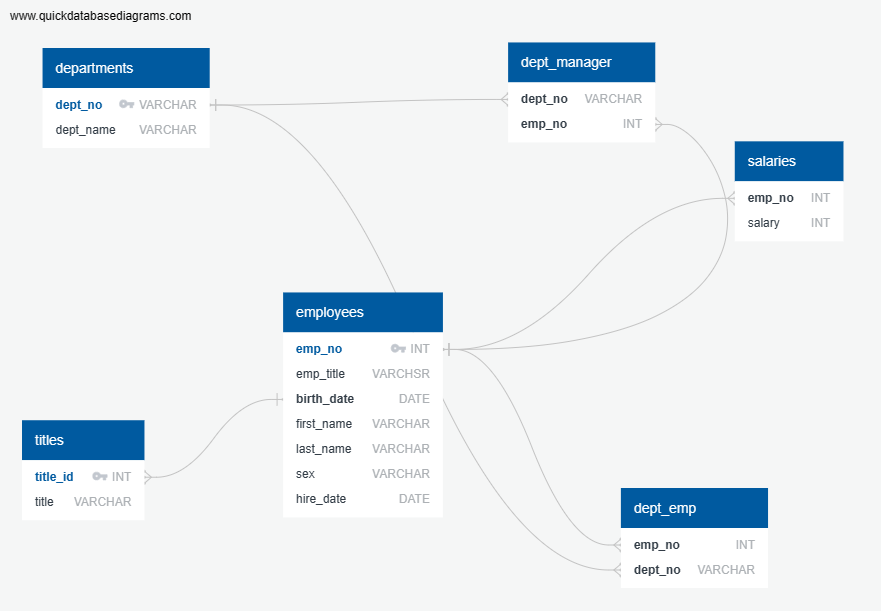 www.quickdatabasediagrams.com
departments
dept_no VARCHAR
dept_name VARCHAR
dept_manager
dept_no VARCHAR
emp_no INT
salaries
emp_no INT
salary INT
employees
emp_no INT
emp_title VARCHSR
birth_date DATE
first_name VARCHAR
last_name VARCHAR
sex VARCHAR
hire_date DATE
titles
title_id INT
title VARCHAR
dept_emp
emp_no INT
dept_no VARCHAR